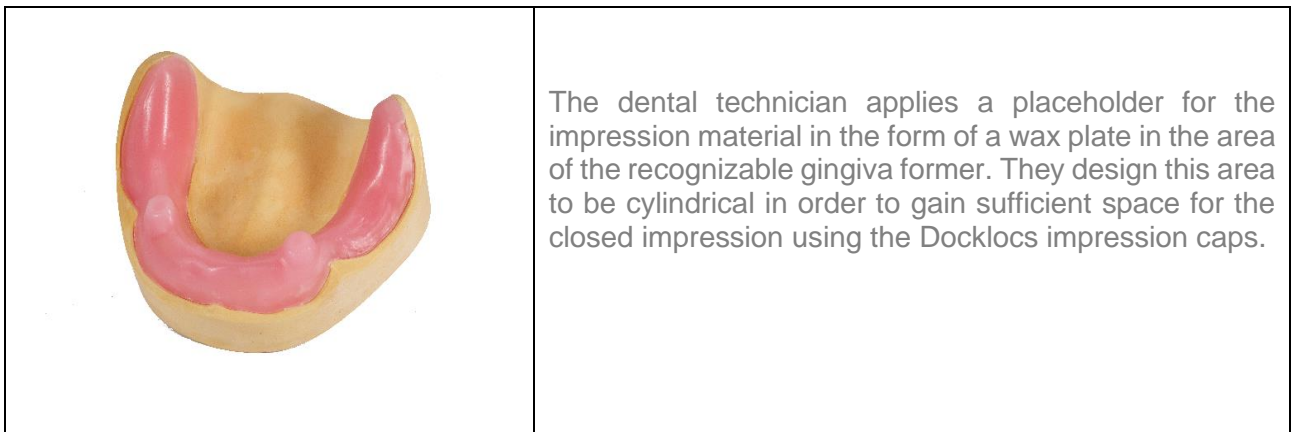 The dental technician applies a placeholder for the
impression material in the form of a wax plate in the area
of the recognizable gingiva former. They design this area
to be cylindrical in order to gain sufficient space for the
closed impression using the Docklocs impression caps.